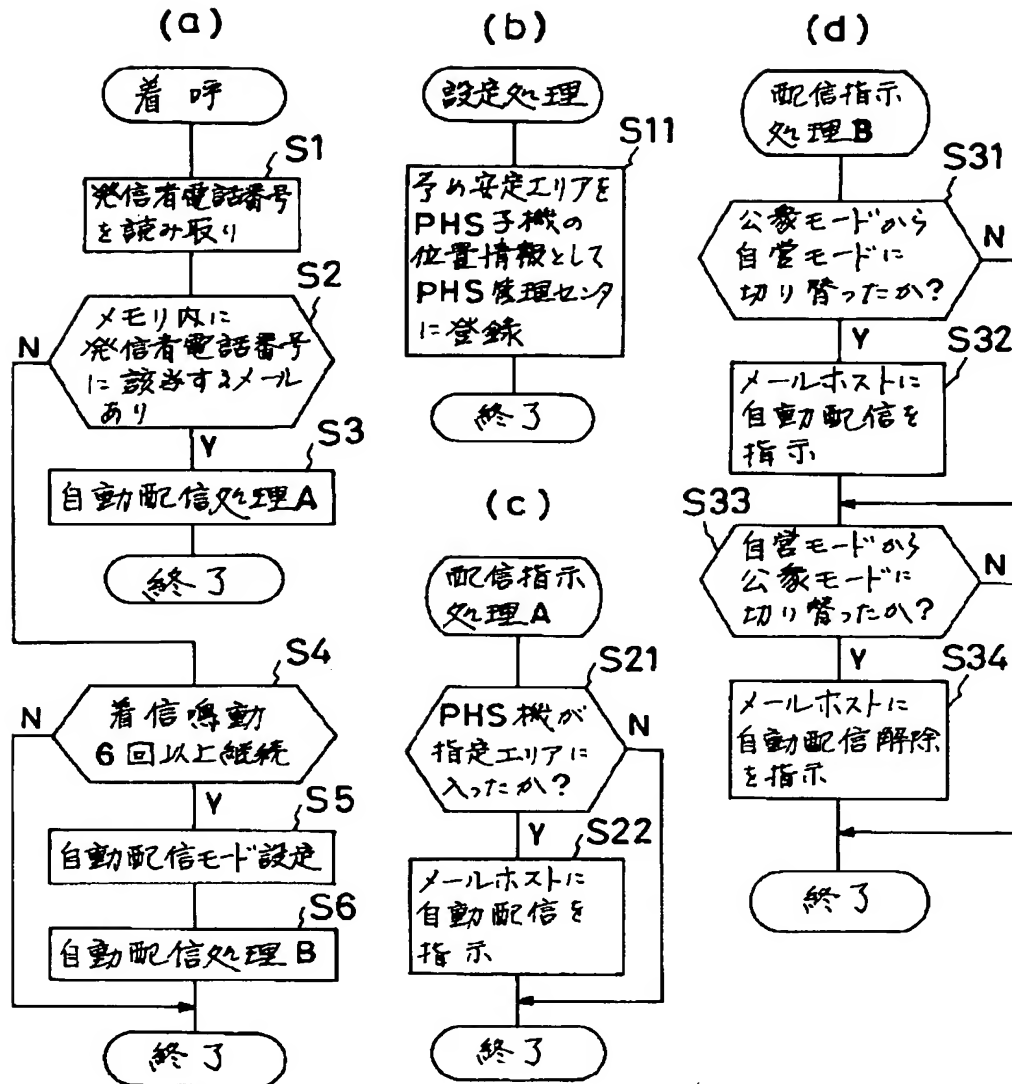 (a)
着呼
S1
発信者電話番号
を読み取り
S2
メモリ内に
発信者電話番号
に該当するメール
あり
N
Y
S3
自動配信処理A
終了
S4
着信鳴動
6回以上継続
N
Y
S5
自動配信モード設定
S6
自動配信処理B
終了
(b)
設定処理
S11
予め安定エリアを
PHS子機の
位置情報として
PHS管理センタ
に登録
終了
(c)
配信指示
処理A
S21
PHS機が
指定エリアに
入ったか?
N
Y
S22
メールホストに
自動配信を
指示
終了
(d)
配信指示
処理B
S31
公衆モードから
自営モードに
切り替ったか?
N
Y
S32
メールホストに
自動配信を
指示
S33
自営モードから
公衆モードに
切り替ったか?
N
Y
S34
メールホストに
自動配信解除
を指示
終了